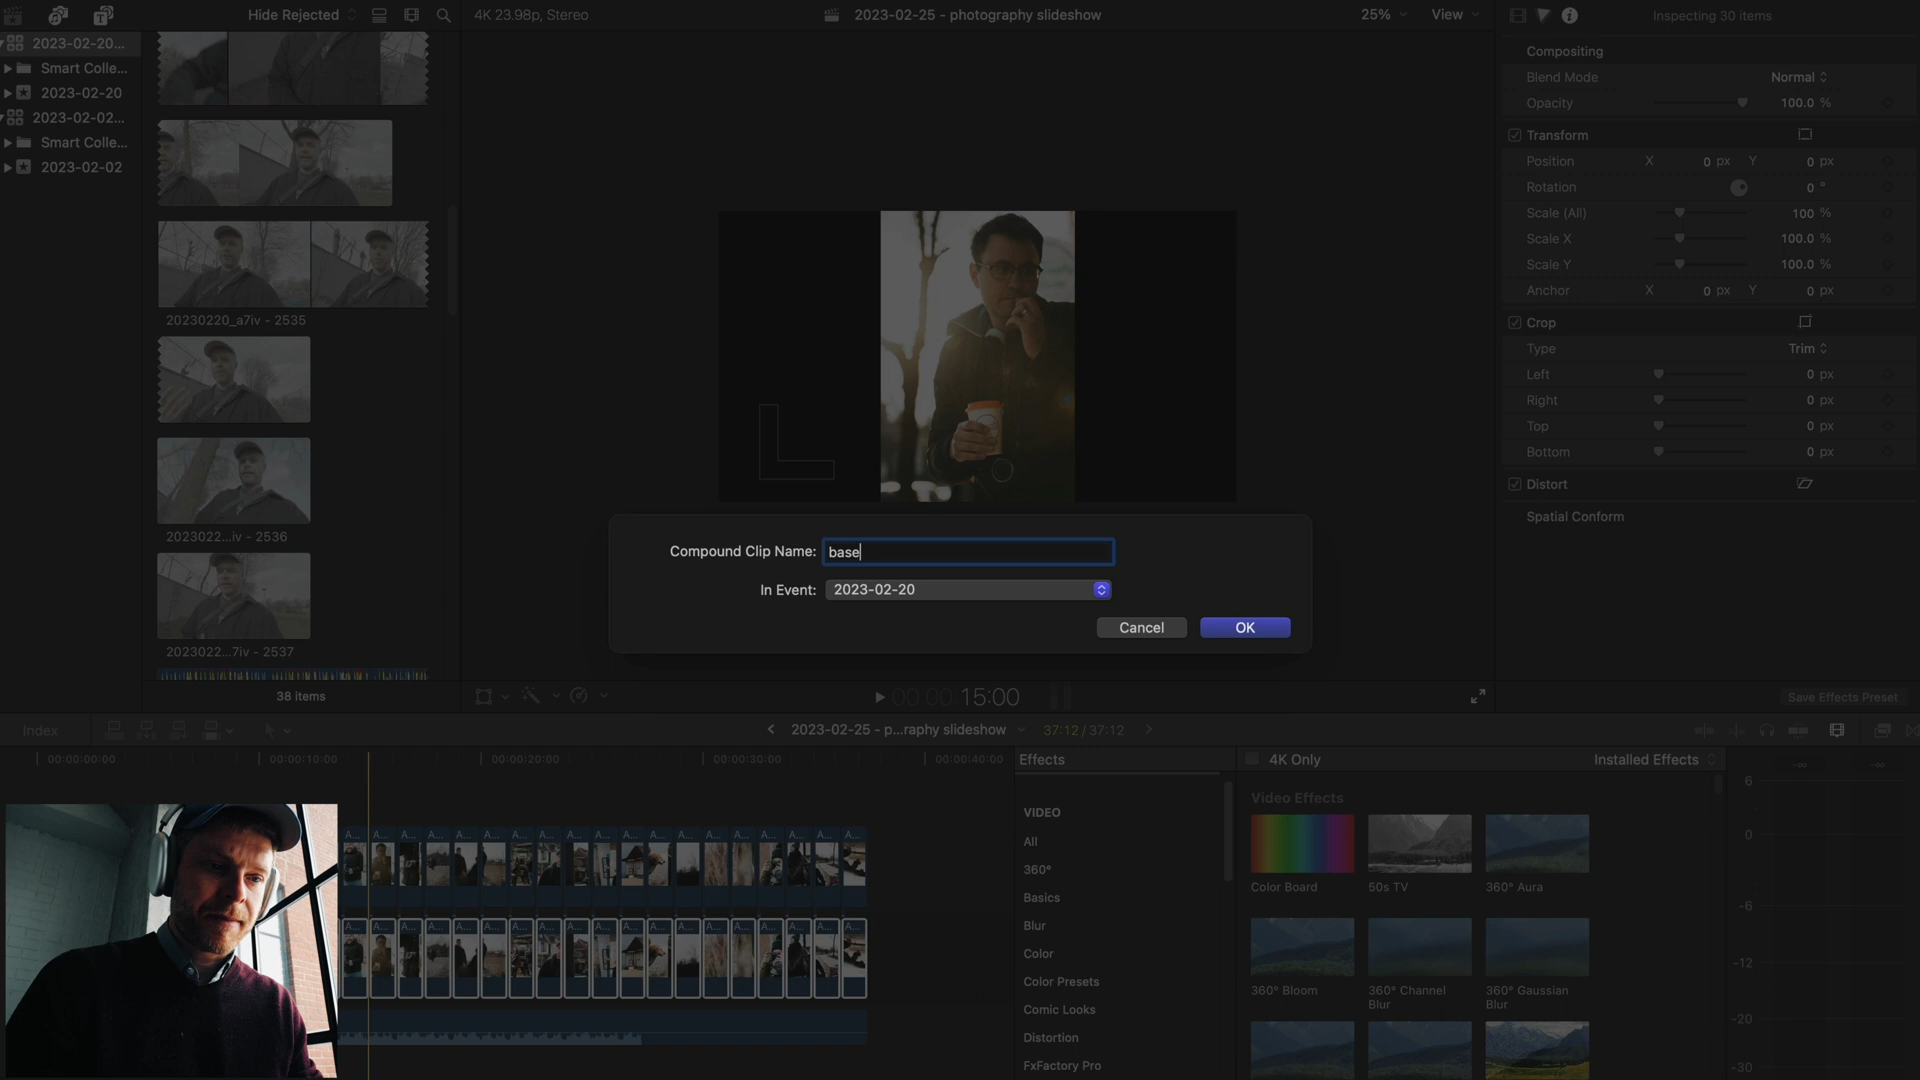 Hide Rejected
4K 23.98p, Stereo
2023-02-25 - photography slideshow
25%
View
Inspecting 30 items
2023-02-20...
Smart Colle...
2023-02-20
2023-02-02...
Smart Colle...
2023-02-02
20230220_a7iv - 2535
2023022...iv - 2536
2023022...7iv - 2537
38 items
Compositing
Blend Mode
Normal
Opacity
100.0 %
Transform
Position
X
0 px
Y
0 px
Rotation
0 °
Scale (All)
100 %
Scale X
100.0 %
Scale Y
100.0 %
Anchor
X
0 px
Y
0 px
Crop
Type
Trim
Left
0 px
Right
0 px
Top
0 px
Bottom
0 px
Distort
Spatial Conform
Compound Clip Name:
base
In Event:
2023-02-20
Cancel
OK
00:00:15:00
Save Effects Preset
Index
2023-02-25 - p...raphy slideshow
37:12 / 37:12
00:00:00:00
00:00:10:00
00:00:20:00
00:00:30:00
00:00:40:00
A... A... A... A... A... A... A... A... A... A... A... A... A... A... A... A... A... A... A...
A... A... A... A... A... A... A... A... A... A... A... A... A... A... A... A... A... A... A...
Effects
4K Only
Installed Effects
VIDEO
All
360°
Basics
Blur
Color
Color Presets
Comic Looks
Distortion
FxFactory Pro
Video Effects
Color Board
50s TV
360° Aura
360° Bloom
360° Channel
Blur
360° Gaussian
Blur
-∞
-∞
6
0
-6
-12
-20
-30